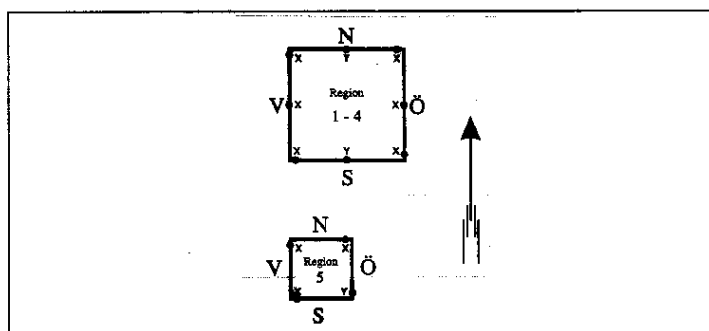 N
X Y X
Region
V X X Ö
1 - 4
X Y X
S
N
X X
V Region Ö
5
X Y
S